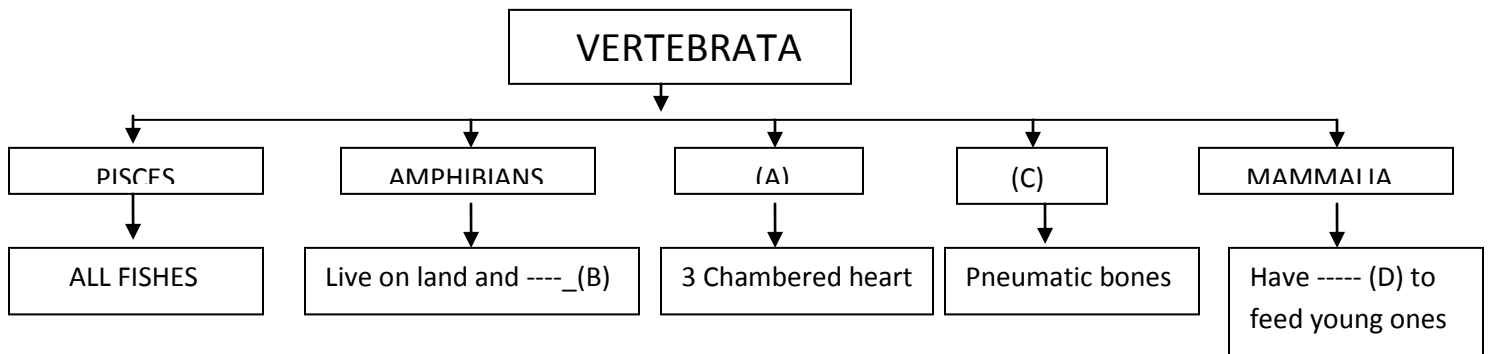 VERTEBRATA
PISCES
AMPHIBIANS
(A)
(C)
MAMMALIA
ALL FISHES
Live on land and ----_(B)
3 Chambered heart
Pneumatic bones
Have ----- (D) to
feed young ones